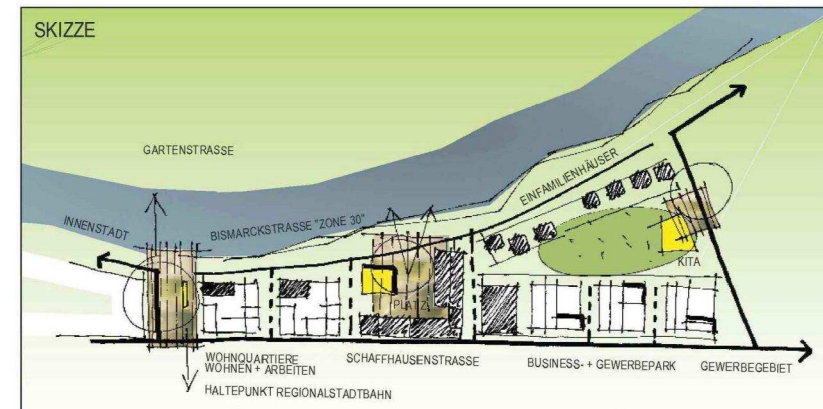 SKIZZE
GARTENSTRASSE
INNENSTADT
BISMARCKSTRASSE "ZONE 30"
EINFAMILIENHÄUSER
KITA
PLATZ
WOHNQUARTIERE
WOHNEN + ARBEITEN
SCHAFFHAUSENSTRASSE
BUSINESS- + GEWERBEPARK
GEWERBEGEBIET
HALTEPUNKT REGIONALSTADTBAHN